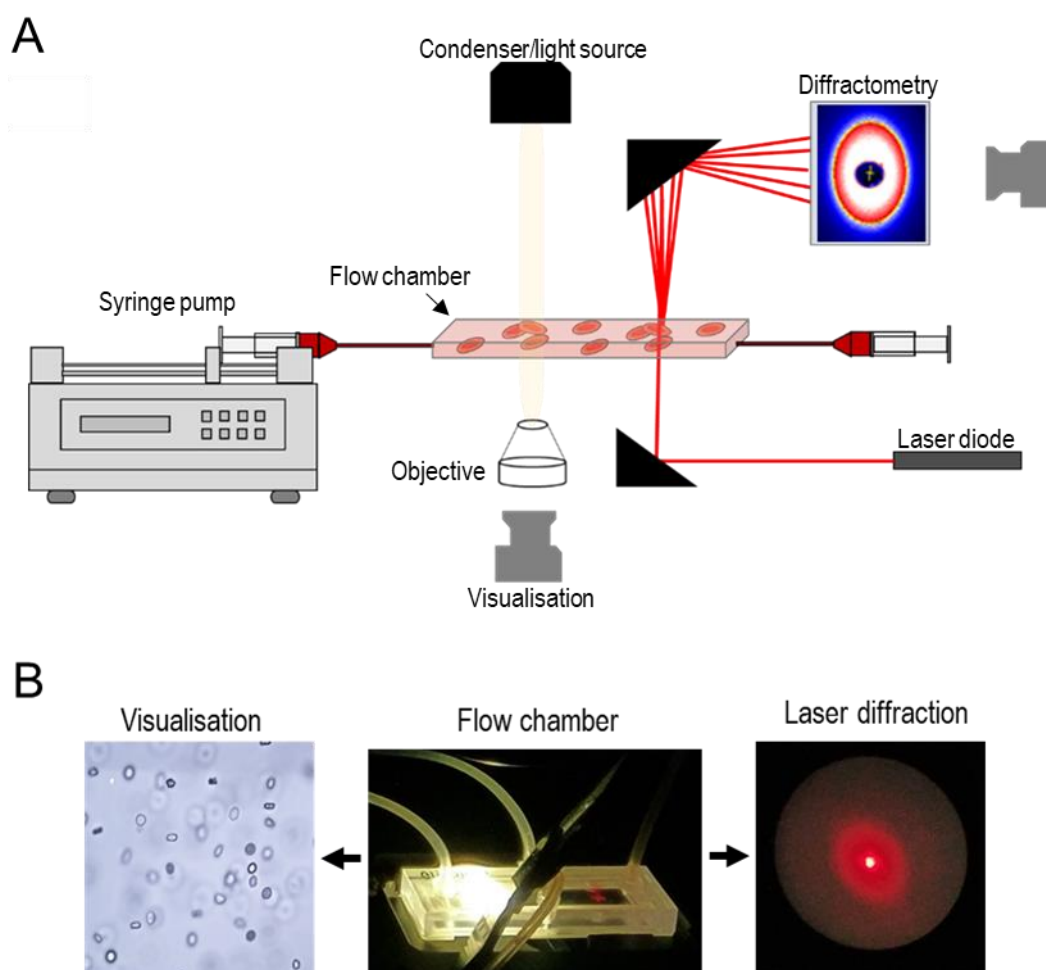 A
Condenser/light source
Diffractometry
Flow chamber
Syringe pump
Laser diode
Objective
Visualisation
B
Visualisation
Flow chamber
Laser diffraction